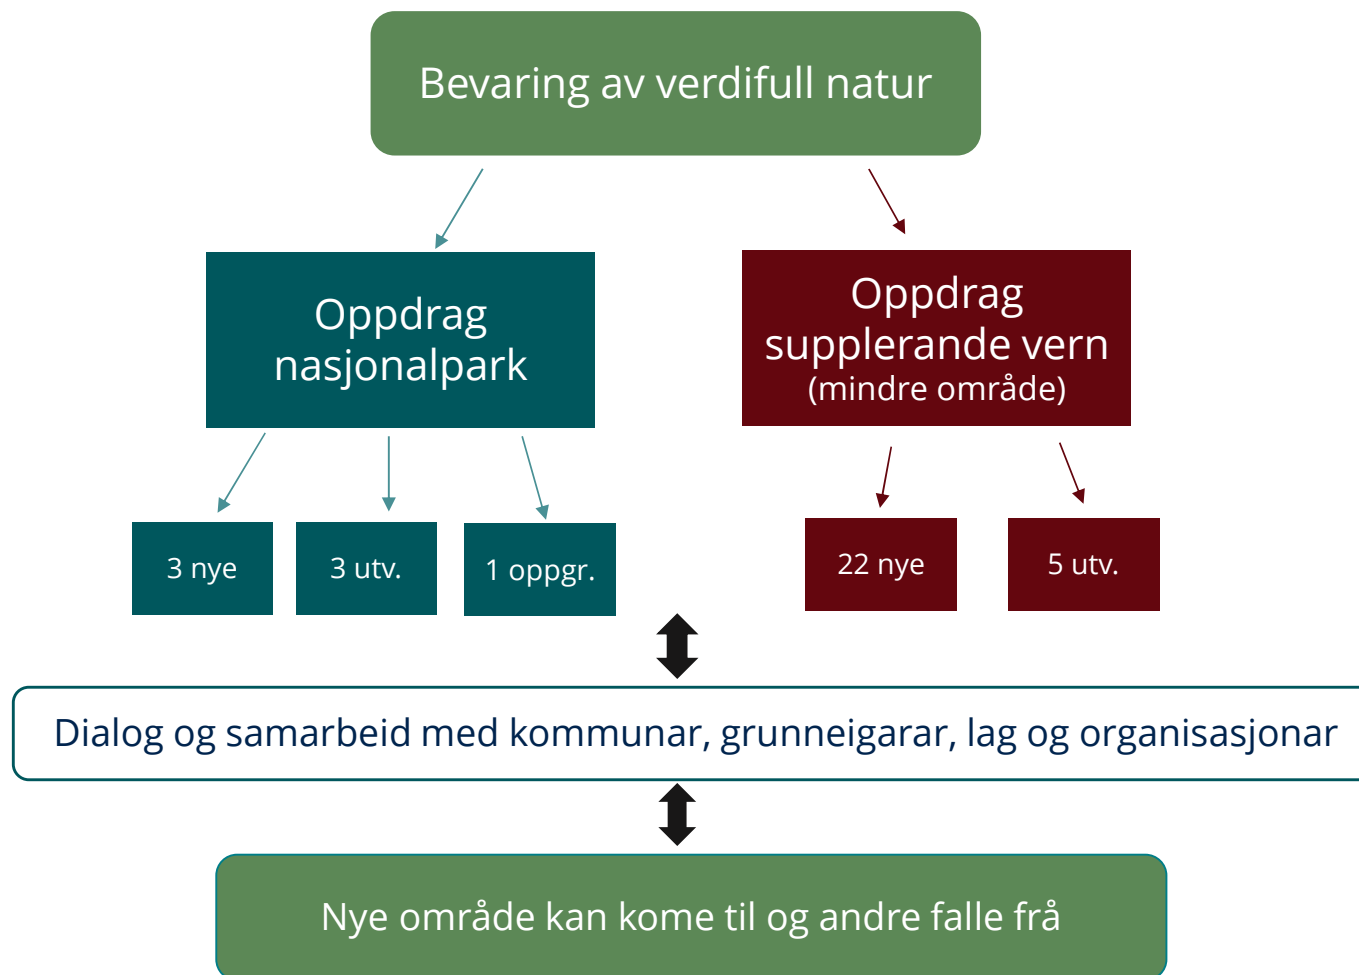 Bevaring av verdifull natur
Oppdrag
nasjonalpark
Oppdrag
supplerande vern
(mindre område)
3 nye
3 utv.
1 oppgr.
22 nye
5 utv.
Dialog og samarbeid med kommunar, grunneigarar, lag og organisasjonar
Nye område kan kome til og andre falle frå